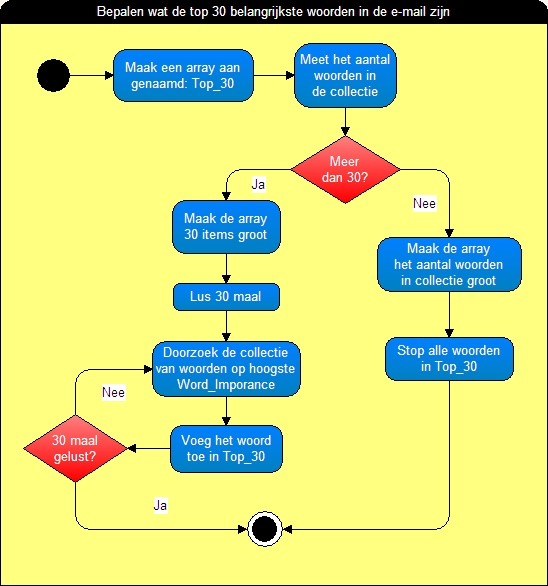 Bepalen wat de top 30 belangrijkste woorden in de e-mail zijn
Maak een array aan
genaamd: Top_30
Meet het aantal
woorden in
de collectie
Meer
dan 30?
Ja
Nee
Maak de array
30 items groot
Maak de array
het aantal woorden
in collectie groot
Lus 30 maal
Stop alle woorden
in Top_30
Doorzoek de collectie
van woorden op hoogste
Word_Imporance
Nee
30 maal
gelust?
Voeg het woord
toe in Top_30
Ja